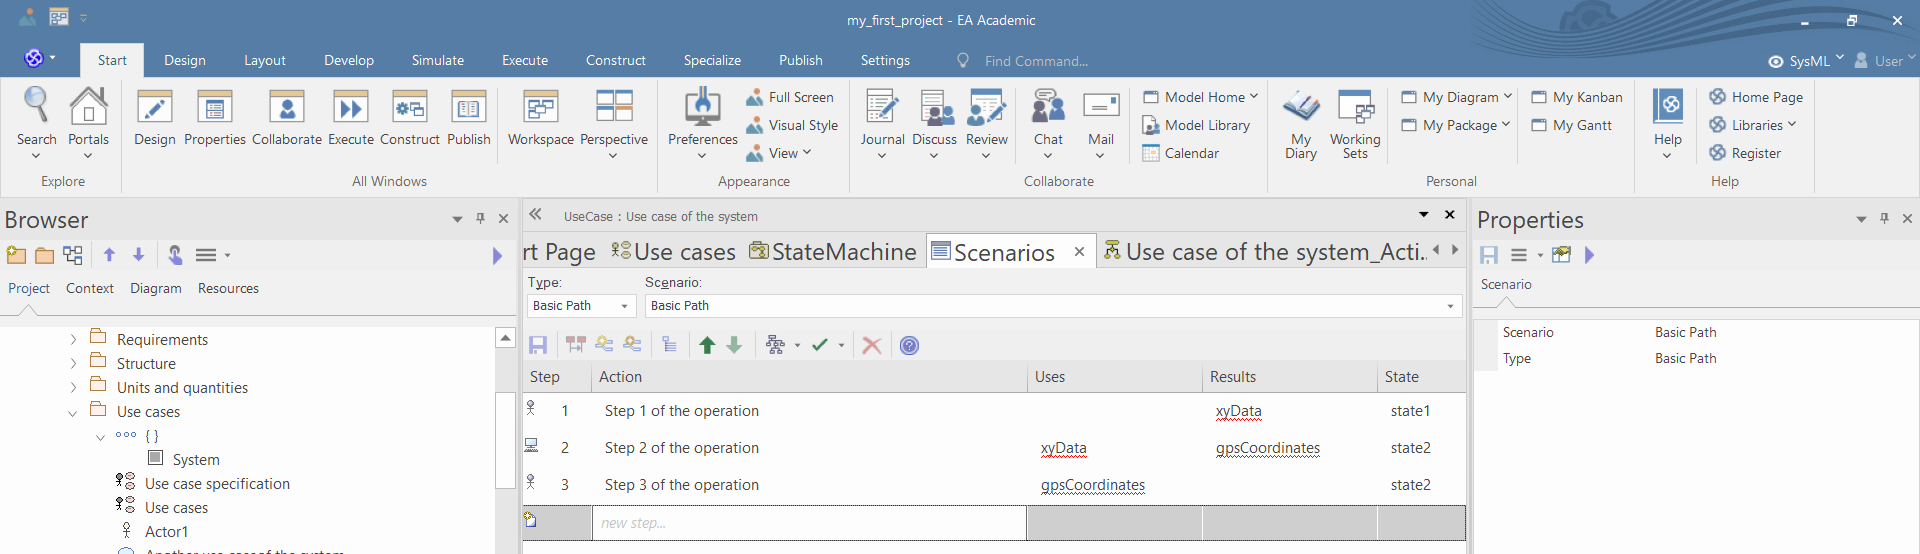 my_first_project - EA Academic
Start Design Layout Develop Simulate Execute Construct Specialize Publish Settings Find Command... SysML User
Search Portals Design Properties Collaborate Execute Construct Publish Workspace Perspective Preferences Full Screen Visual Style View Journal Discuss Review Chat Mail Model Home Model Library Calendar My Diary Working Sets My Diagram My Package My Kanban My Gantt Help Home Page Libraries Register
Explore All Windows Appearance Collaborate Personal Help
Browser
Project Context Diagram Resources
Requirements
Structure
Units and quantities
Use cases
{ }
System
Use case specification
Use cases
Actor1
Another use case of the system
UseCase : Use case of the system
rt Page Use cases StateMachine Scenarios Use case of the system_Acti..
Type: Scenario:
Basic Path Basic Path
Step Action Uses Results State
1 Step 1 of the operation xyData state1
2 Step 2 of the operation xyData gpsCoordinates state2
3 Step 3 of the operation gpsCoordinates state2
new step...
Properties
Scenario
Scenario Basic Path
Type Basic Path